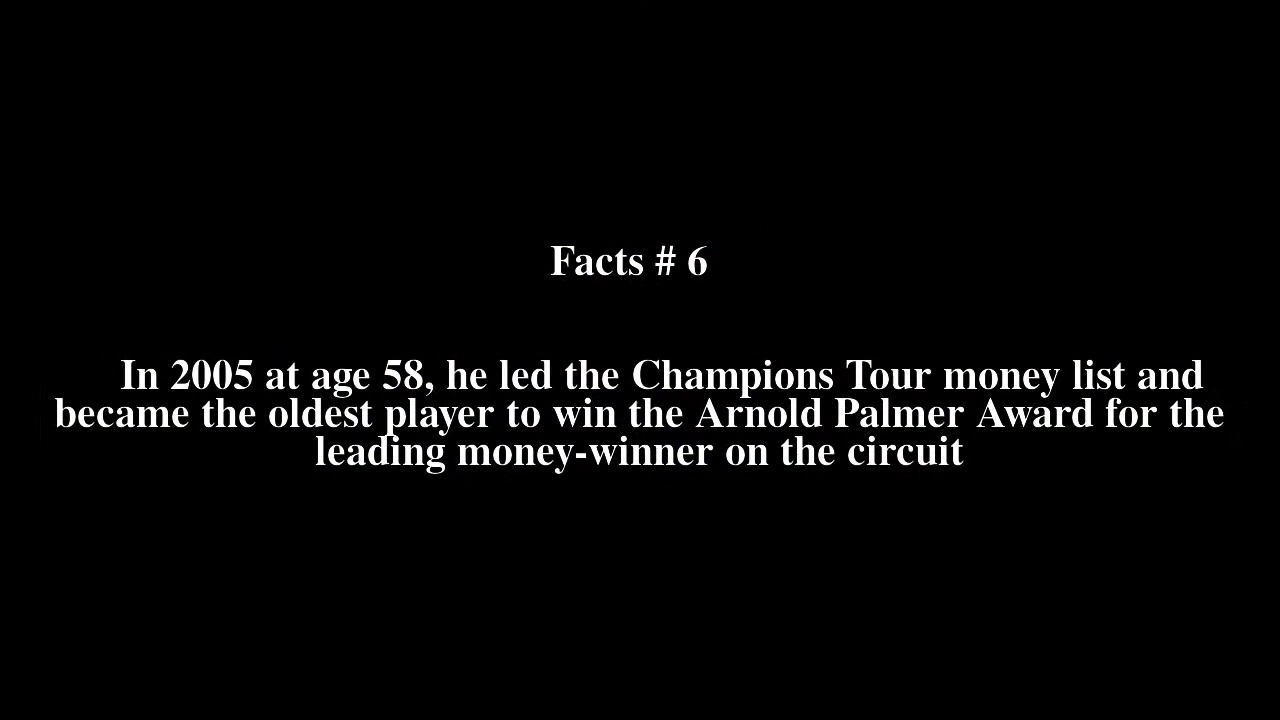 Facts # 6
In 2005 at age 58, he led the Champions Tour money list and
became the oldest player to win the Arnold Palmer Award for the
leading money-winner on the circuit